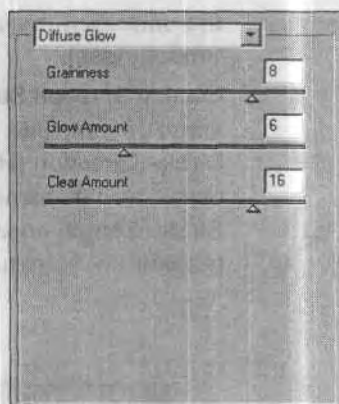 Diffuse Glow
Graininess 8
Glow Amount 6
Clear Amount 16